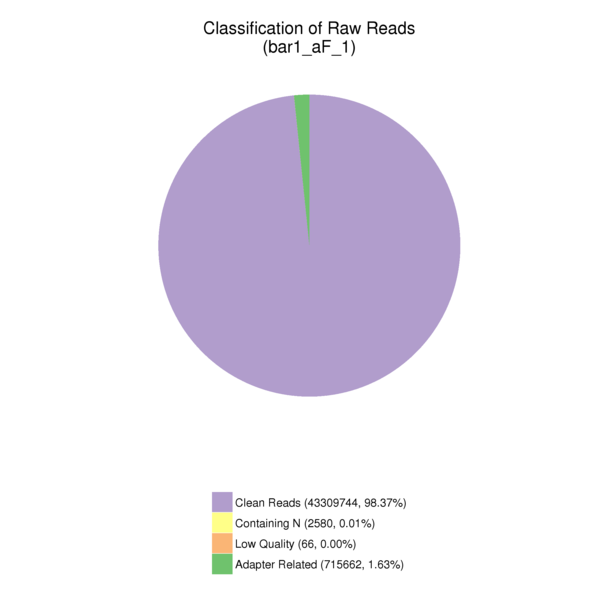 Classification of Raw Reads
(bar1_aF_1)
Clean Reads (43309744, 98.37%)
Containing N (2580, 0.01%)
Low Quality (66, 0.00%)
Adapter Related (715662, 1.63%)